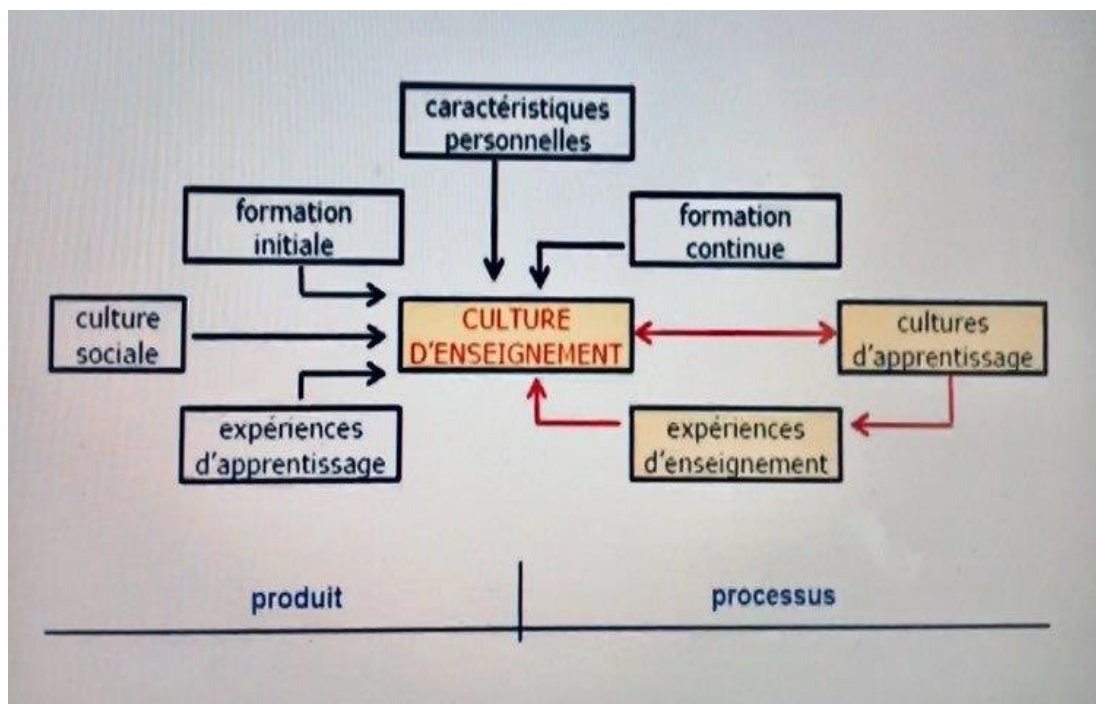 caractéristiques
personnelles
formation
initiale
formation
continue
culture
sociale
CULTURE
D'ENSEIGNEMENT
cultures
d'apprentissage
expériences
d'apprentissage
expériences
d'enseignement
produit
processus